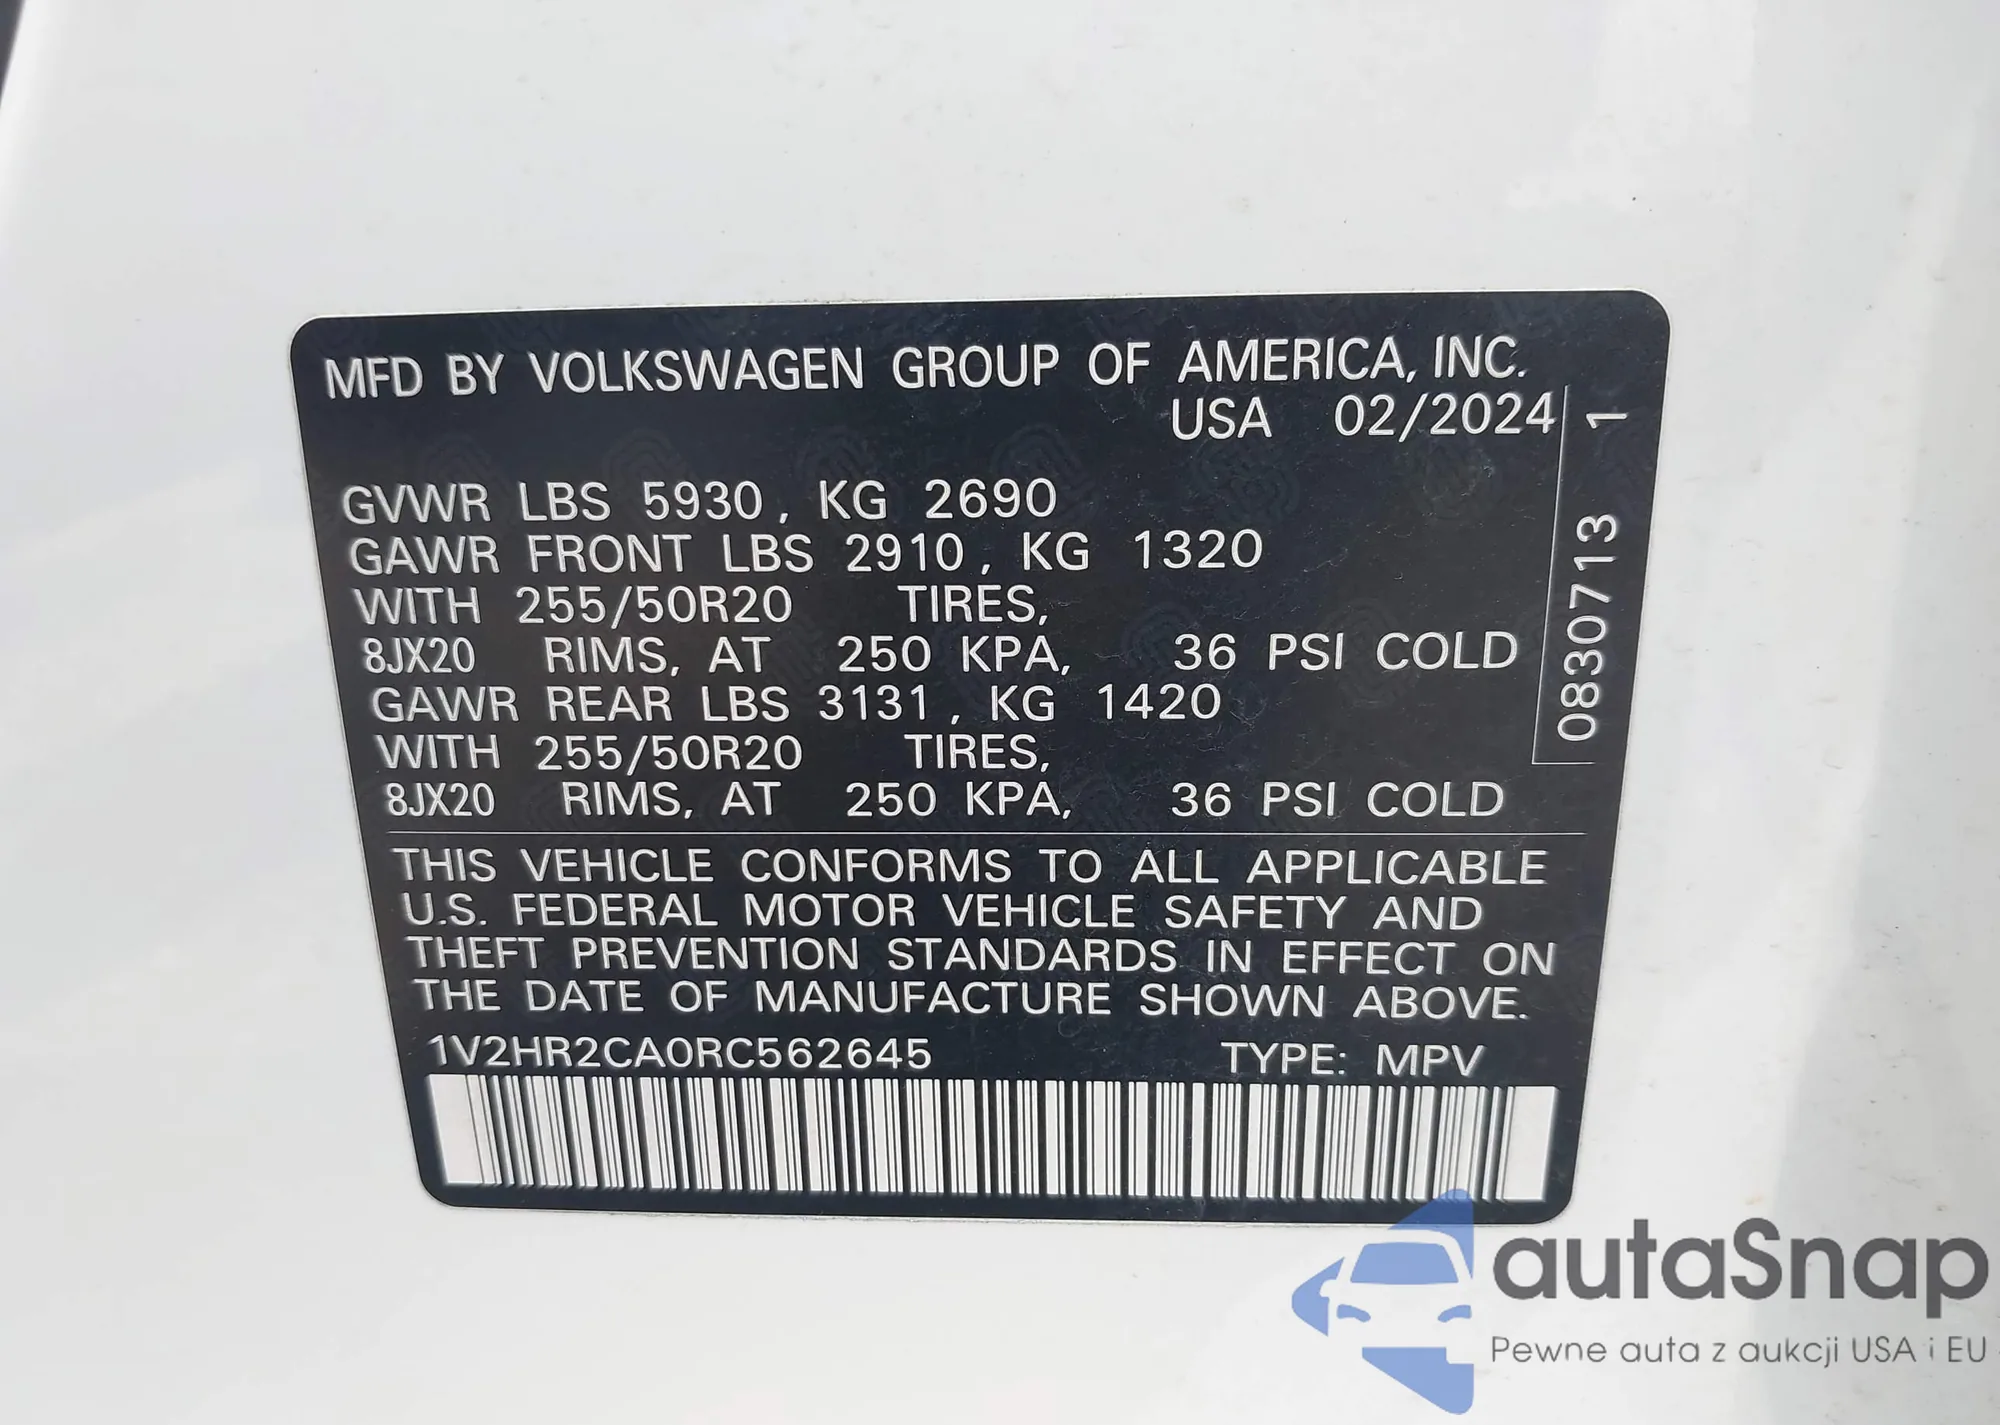 MFD BY VOLKSWAGEN GROUP OF AMERICA, INC.
USA 02/2024
GVWR LBS 5930, KG 2690
GAWR FRONT LBS 2910, KG 1320
WITH 255/50R20 TIRES,
8JX20 RIMS, AT 250 KPA, 36 PSI COLD
GAWR REAR LBS 3131, KG 1420
WITH 255/50R20 TIRES,
8JX20 RIMS, AT 250 KPA, 36 PSI COLD
0830713 1
THIS VEHICLE CONFORMS TO ALL APPLICABLE
U.S. FEDERAL MOTOR VEHICLE SAFETY AND
THEFT PREVENTION STANDARDS IN EFFECT ON
THE DATE OF MANUFACTURE SHOWN ABOVE.
1V2HR2CA0RC562645 TYPE: MPV
autaSnap
Pewne auta z aukcji USA i EU